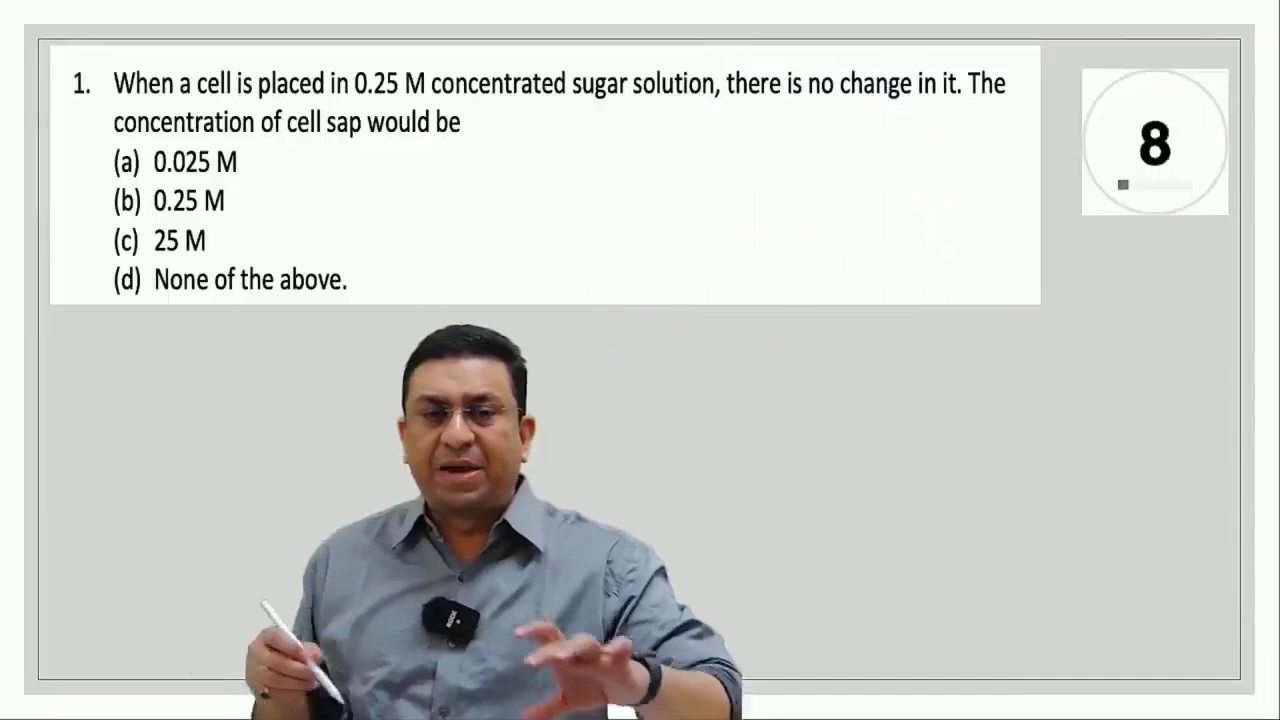 1. When a cell is placed in 0.25 M concentrated sugar solution, there is no change in it. The
concentration of cell sap would be
(a) 0.025 M
(b) 0.25 M
(c) 25 M
(d) None of the above.
8